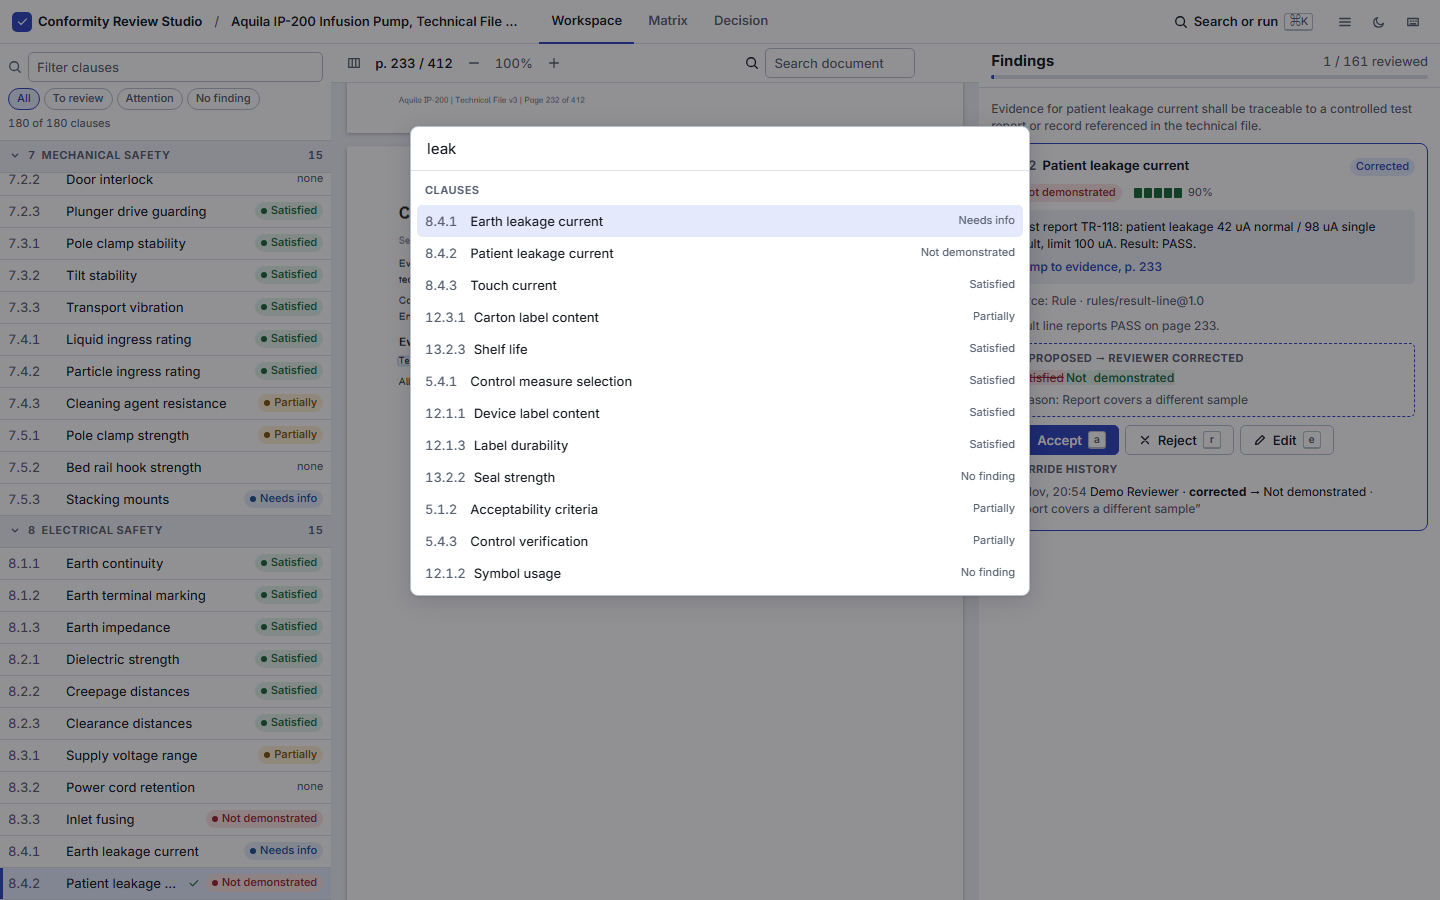 Conformity Review Studio / Aquila IP-200 Infusion Pump, Technical File ...
Workspace
Matrix
Decision
Search or run ⌘K
Filter clauses
All
To review
Attention
No finding
180 of 180 clauses
7 MECHANICAL SAFETY 15
7.2.2 Door interlock none
7.2.3 Plunger drive guarding Satisfied
7.3.1 Pole clamp stability Satisfied
7.3.2 Tilt stability Satisfied
7.3.3 Transport vibration Satisfied
7.4.1 Liquid ingress rating Satisfied
7.4.2 Particle ingress rating Satisfied
7.4.3 Cleaning agent resistance Partially
7.5.1 Pole clamp strength Partially
7.5.2 Bed rail hook strength none
7.5.3 Stacking mounts Needs info
8 ELECTRICAL SAFETY 15
8.1.1 Earth continuity Satisfied
8.1.2 Earth terminal marking Satisfied
8.1.3 Earth impedance Satisfied
8.2.1 Dielectric strength Satisfied
8.2.2 Creepage distances Satisfied
8.2.3 Clearance distances Satisfied
8.3.1 Supply voltage range Partially
8.3.2 Power cord retention none
8.3.3 Inlet fusing Not demonstrated
8.4.1 Earth leakage current Needs info
8.4.2 Patient leakage ... Not demonstrated
p. 233 / 412
100%
Search document
Aquila IP-200 | Technical File v3 | Page 232 of 412
leak
CLAUSES
8.4.1 Earth leakage current Needs info
8.4.2 Patient leakage current Not demonstrated
8.4.3 Touch current Satisfied
12.3.1 Carton label content Partially
13.2.3 Shelf life Satisfied
5.4.1 Control measure selection Satisfied
12.1.1 Device label content Satisfied
12.1.3 Label durability Satisfied
13.2.2 Seal strength No finding
5.1.2 Acceptability criteria Partially
5.4.3 Control verification Partially
12.1.2 Symbol usage No finding
Findings 1 / 161 reviewed
Evidence for patient leakage current shall be traceable to a controlled test
report or record referenced in the technical file.
2 Patient leakage current Corrected
ot demonstrated 90%
st report TR-118: patient leakage 42 uA normal / 98 uA single
ult, limit 100 uA. Result: PASS.
mp to evidence, p. 233
rce: Rule · rules/result-line@1.0
ult line reports PASS on page 233.
PROPOSED → REVIEWER CORRECTED
tisfied Not demonstrated
ason: Report covers a different sample
Accept a
Reject r
Edit e
RRIDE HISTORY
ov, 20:54 Demo Reviewer · corrected → Not demonstrated ·
port covers a different sample”